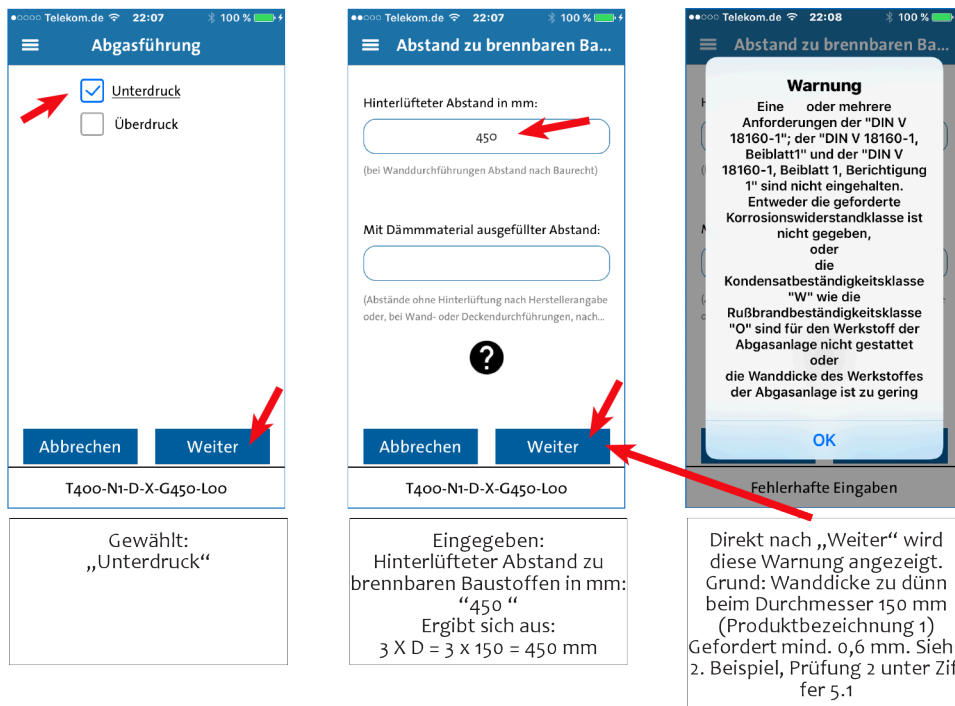 Telekom.de 22:07 100 %
Abgasführung
Unterdruck
Überdruck
Abbrechen Weiter
T400-N1-D-X-G450-L00
Gewählt:
„Unterdruck“
Telekom.de 22:07 100 %
Abstand zu brennbaren Ba...
Hinterlüfteter Abstand in mm:
450
(bei Wanddurchführungen Abstand nach Baurecht)
Mit Dämmmaterial ausgefüllter Abstand:
(Abstände ohne Hinterlüftung nach Herstellerangabe
oder, bei Wand- oder Deckendurchführungen, nach...
?
Abbrechen Weiter
T400-N1-D-X-G450-L00
Eingegeben:
Hinterlüfteter Abstand zu
brennbaren Baustoffen in mm:
“450 “
Ergibt sich aus:
3 X D = 3 x 150 = 450 mm
Telekom.de 22:08 100 %
Abstand zu brennbaren Ba...
Warnung
Eine oder mehrere
Anforderungen der "DIN V
18160-1"; der "DIN V 18160-1,
Beiblatt1" und der "DIN V
18160-1, Beiblatt 1, Berichtigung
1" sind nicht eingehalten.
Entweder die geforderte
Korrosionswiderstandklasse ist
nicht gegeben,
oder
die
Kondensatbeständigkeitsklasse
"W" wie die
Rußbrandbeständigkeitsklasse
"O" sind für den Werkstoff der
Abgasanlage nicht gestattet
oder
die Wanddicke des Werkstoffes
der Abgasanlage ist zu gering
OK
Fehlerhafte Eingaben
Direkt nach „Weiter“ wird
diese Warnung angezeigt.
Grund: Wanddicke zu dünn
beim Durchmesser 150 mm
(Produktbezeichnung 1)
Gefordert mind. 0,6 mm. Sieh
2. Beispiel, Prüfung 2 unter Zif
fer 5.1